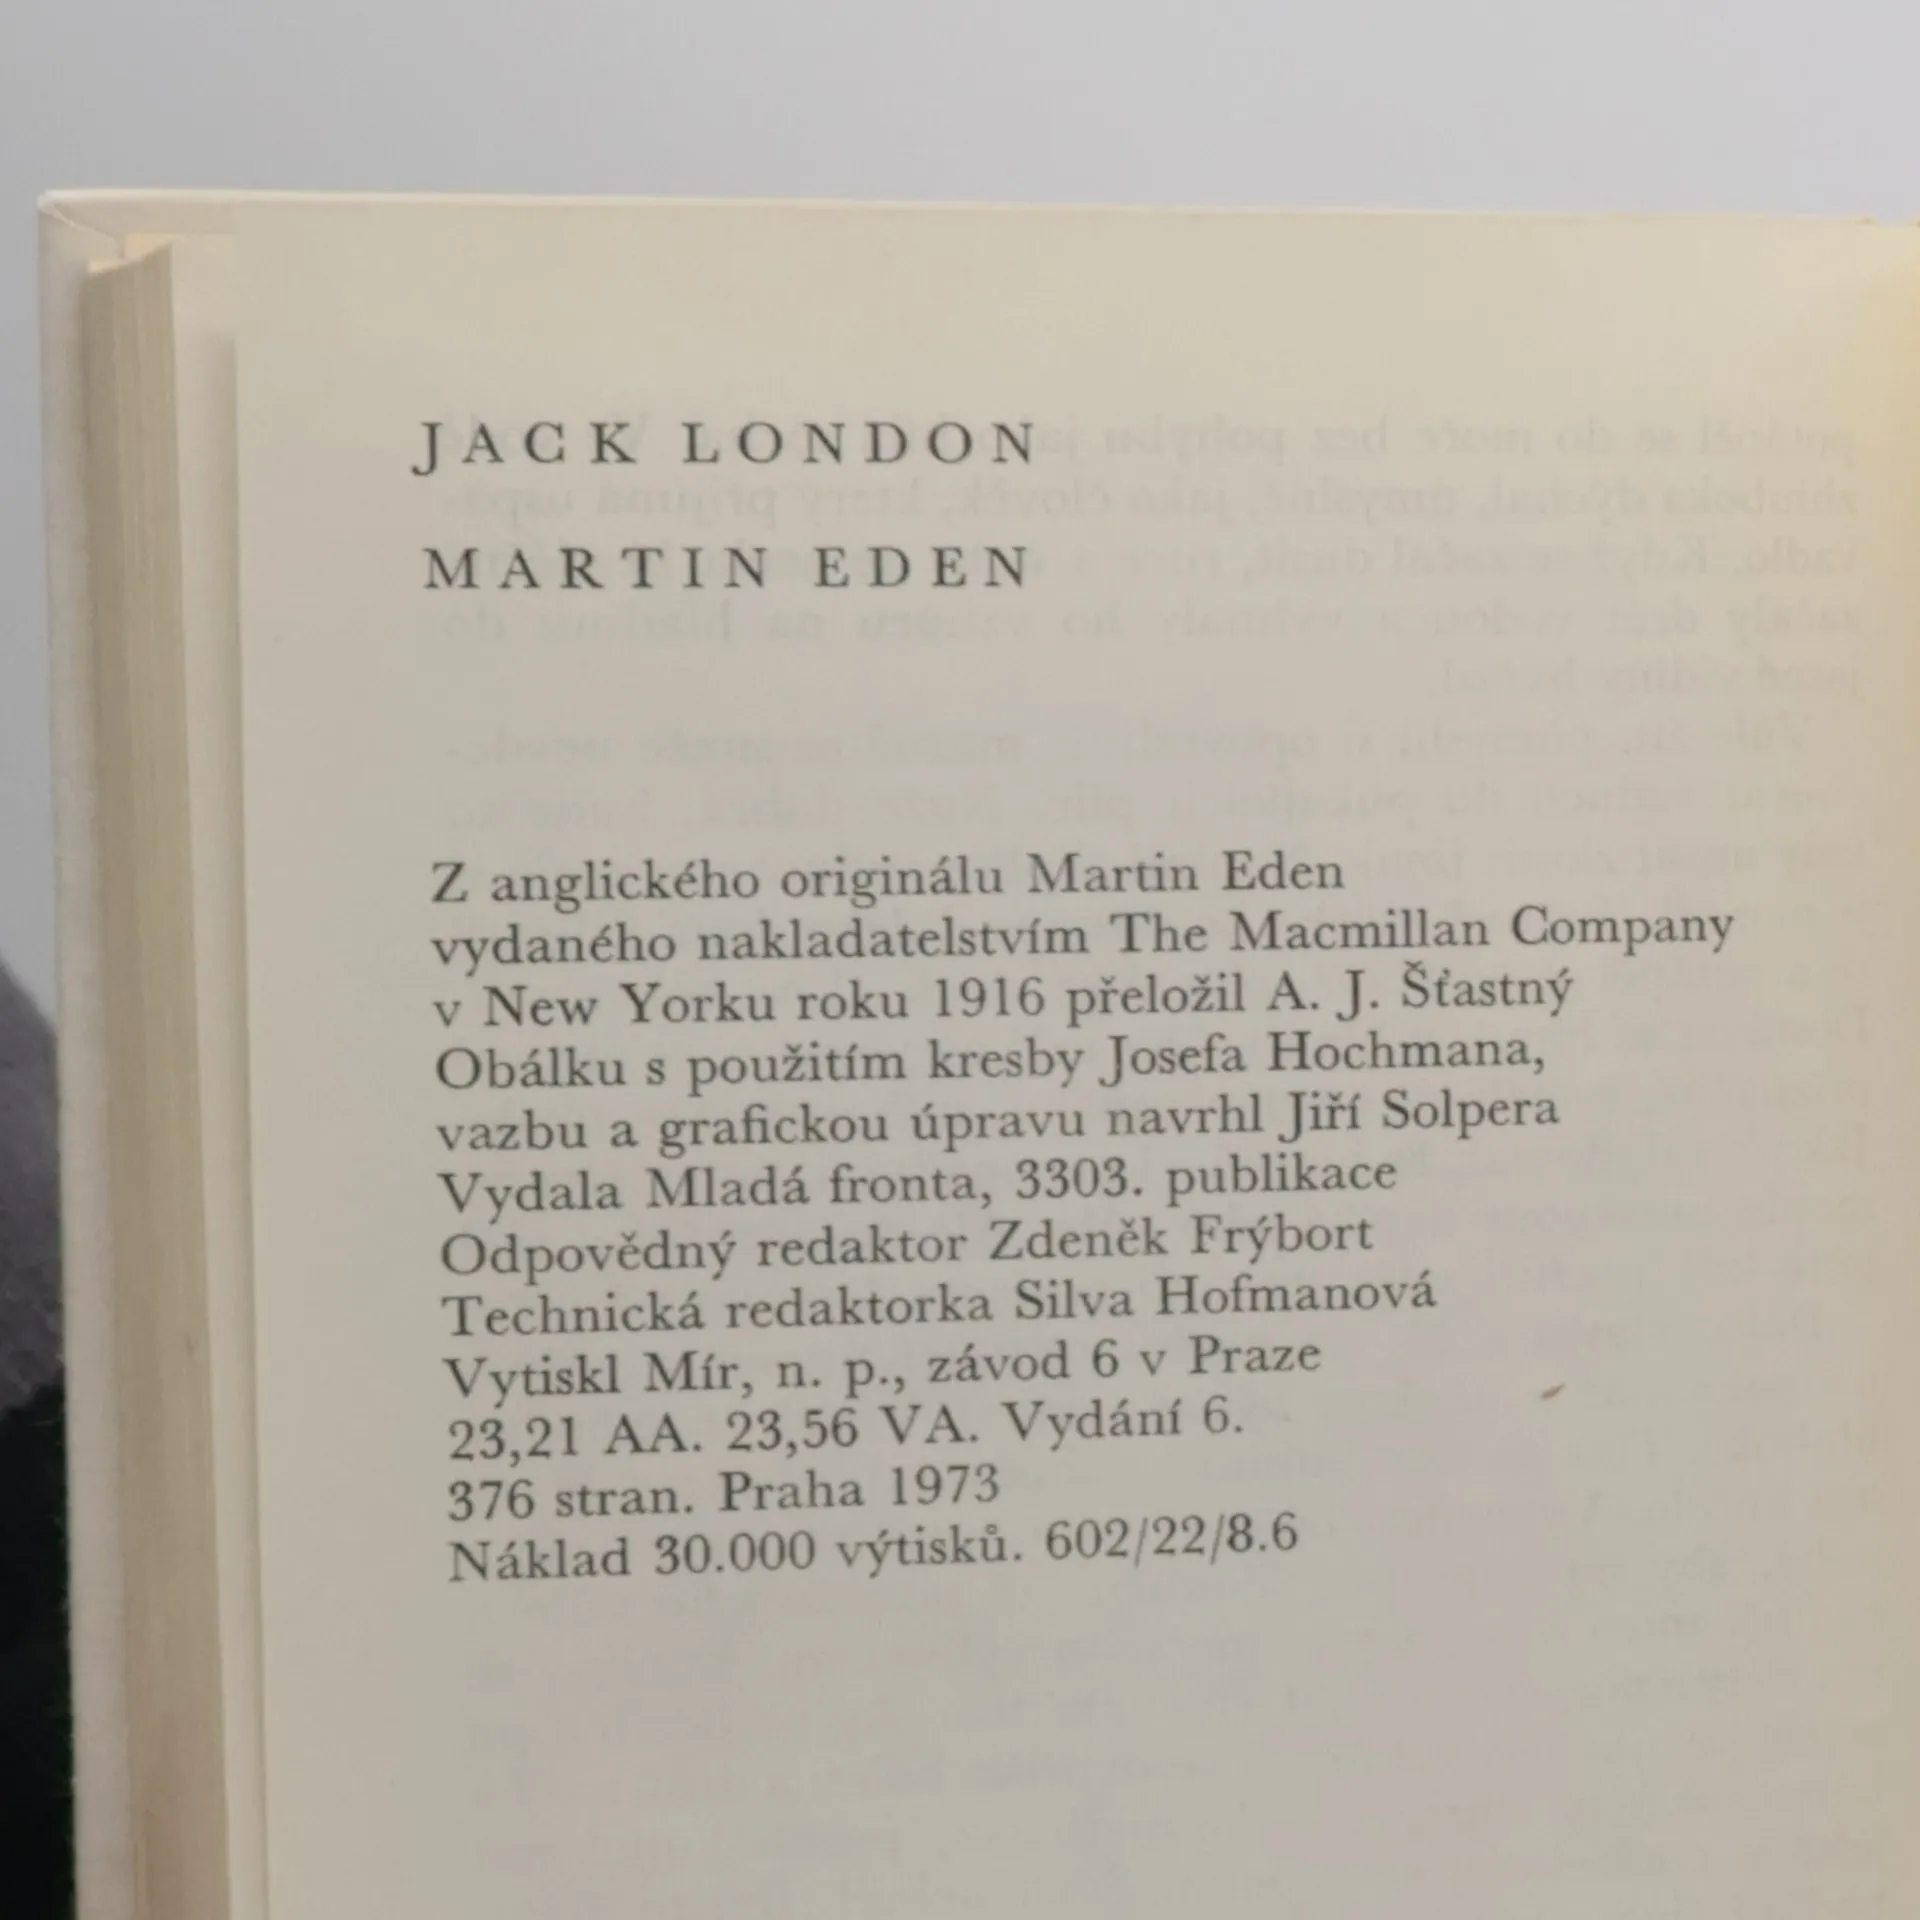 JACK LONDON
MARTIN EDEN
Z anglického originálu Martin Eden
vydaného nakladatelstvím The Macmillan Company
v New Yorku roku 1916 přeložil A. J. Šťastný
Obálku s použitím kresby Josefa Hochmana,
vazbu a grafickou úpravu navrhl Jiří Solpera
Vydala Mladá fronta, 3303. publikace
Odpovědný redaktor Zdeněk Frýbort
Technická redaktorka Silva Hofmanová
Vytiskl Mír, n. p., závod 6 v Praze
23,21 AA. 23,56 VA. Vydání 6.
376 stran. Praha 1973
Náklad 30.000 výtisků. 602/22/8.6